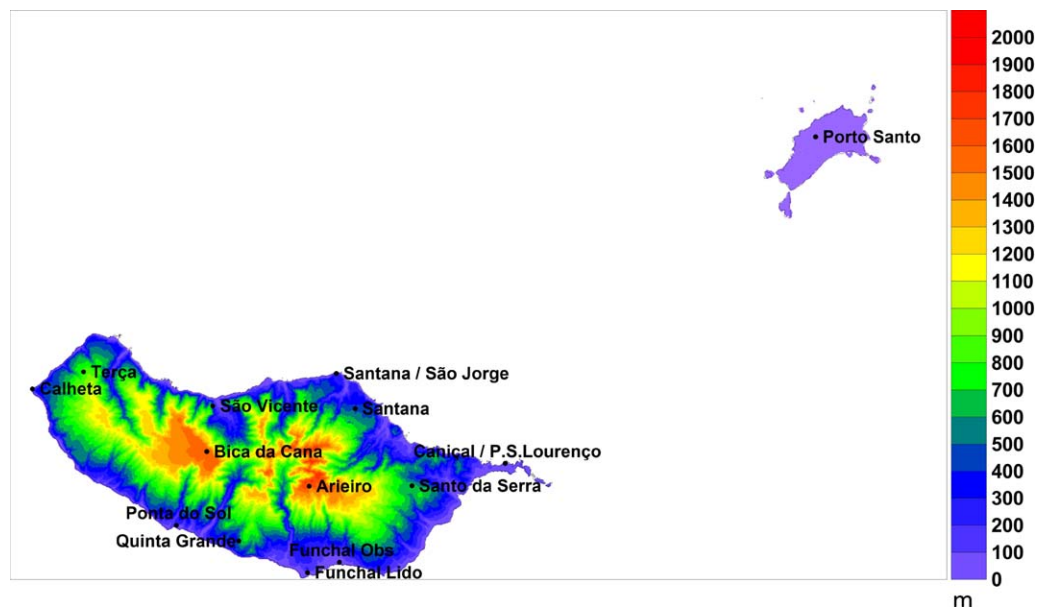 2000
1900
1800
1700
1600
1500
1400
1300
1200
1100
1000
900
800
700
600
500
400
300
200
100
0
m
Porto Santo
Terça
Santana / São Jorge
Calheta
São Vicente
Santana
Bica da Cana
Caniçal / P.S.Lourenço
Arieiro
Santo da Serra
Ponta do Sol
Quinta Grande
Funchal Obs
Funchal Lido